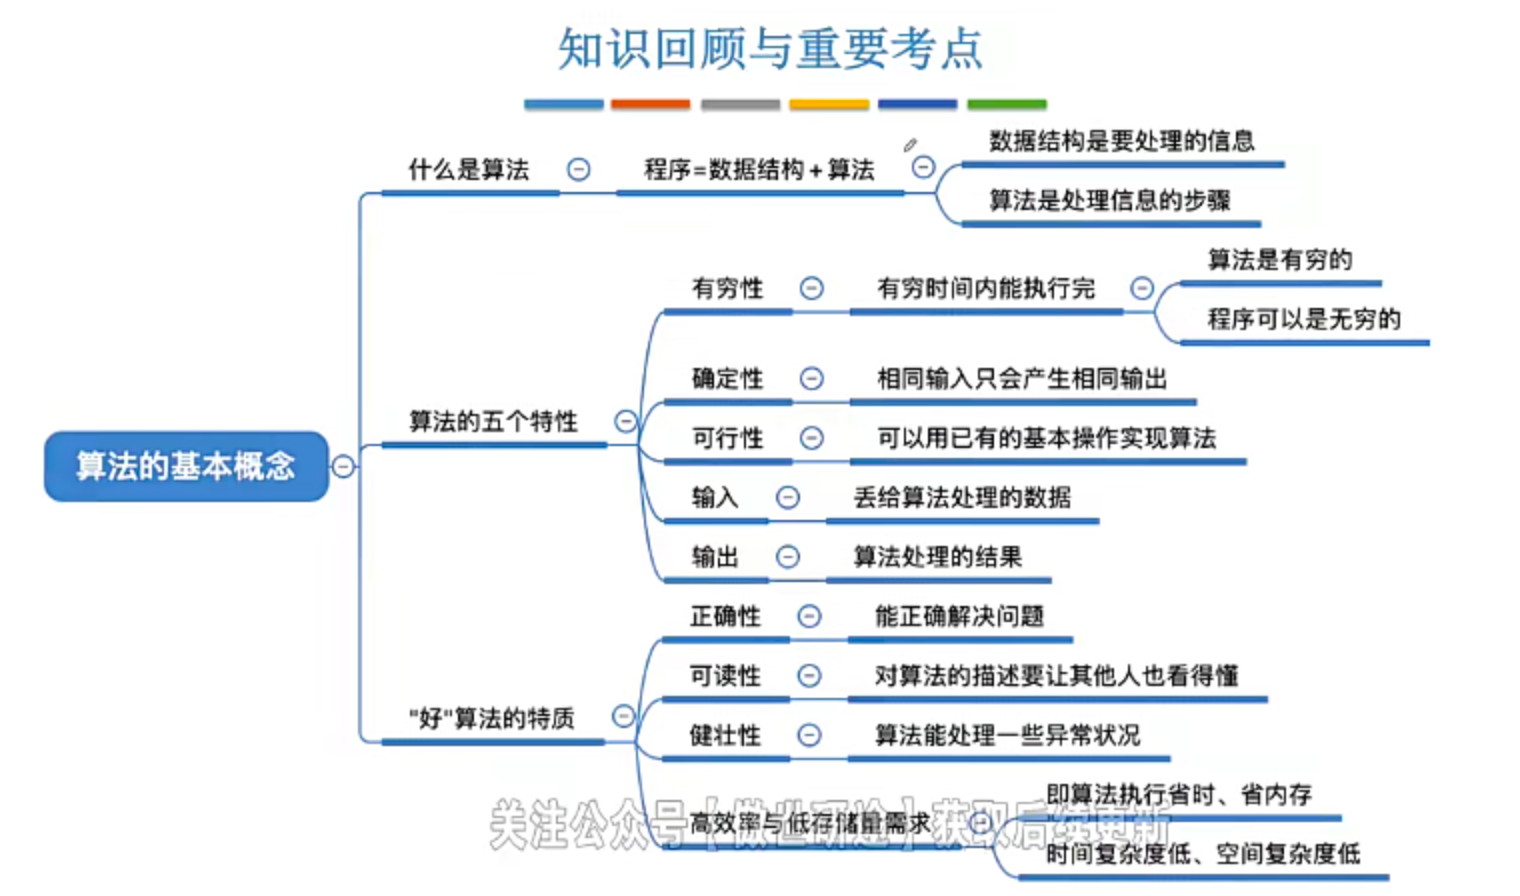 知识回顾与重要考点
什么是算法
程序=数据结构+算法
数据结构是要处理的信息
算法是处理信息的步骤
算法的基本概念
算法的五个特性
有穷性
有穷时间内能执行完
算法是有穷的
程序可以是无穷的
确定性
相同输入只会产生相同输出
可行性
可以用已有的基本操作实现算法
输入
丢给算法处理的数据
输出
算法处理的结果
"好"算法的特质
正确性
能正确解决问题
可读性
对算法的描述要让其他人也看得懂
健壮性
算法能处理一些异常状况
高效率与低存储量需求
即算法执行省时、省内存
时间复杂度低、空间复杂度低
关注公众号【做世研途】获取后续更新